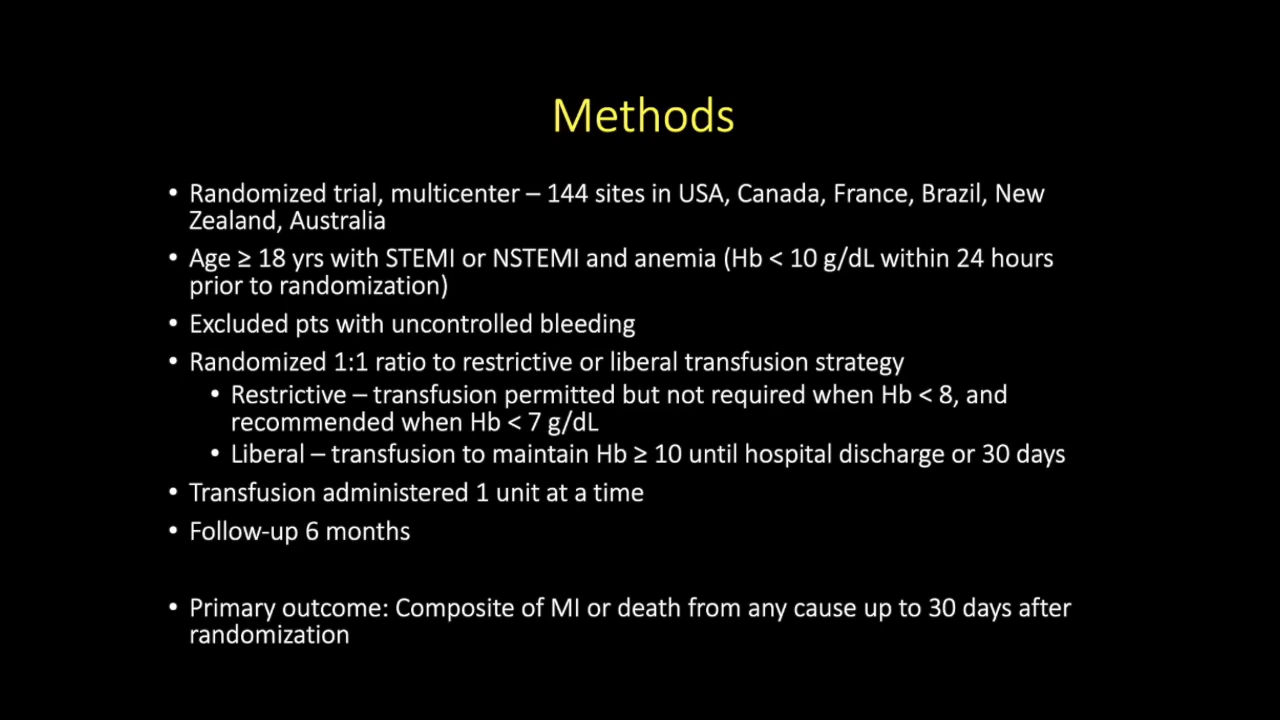 Methods
• Randomized trial, multicenter – 144 sites in USA, Canada, France, Brazil, New
Zealand, Australia
• Age ≥ 18 yrs with STEMI or NSTEMI and anemia (Hb < 10 g/dL within 24 hours
prior to randomization)
• Excluded pts with uncontrolled bleeding
• Randomized 1:1 ratio to restrictive or liberal transfusion strategy
• Restrictive – transfusion permitted but not required when Hb < 8, and
recommended when Hb < 7 g/dL
• Liberal – transfusion to maintain Hb ≥ 10 until hospital discharge or 30 days
• Transfusion administered 1 unit at a time
• Follow-up 6 months
• Primary outcome: Composite of MI or death from any cause up to 30 days after
randomization